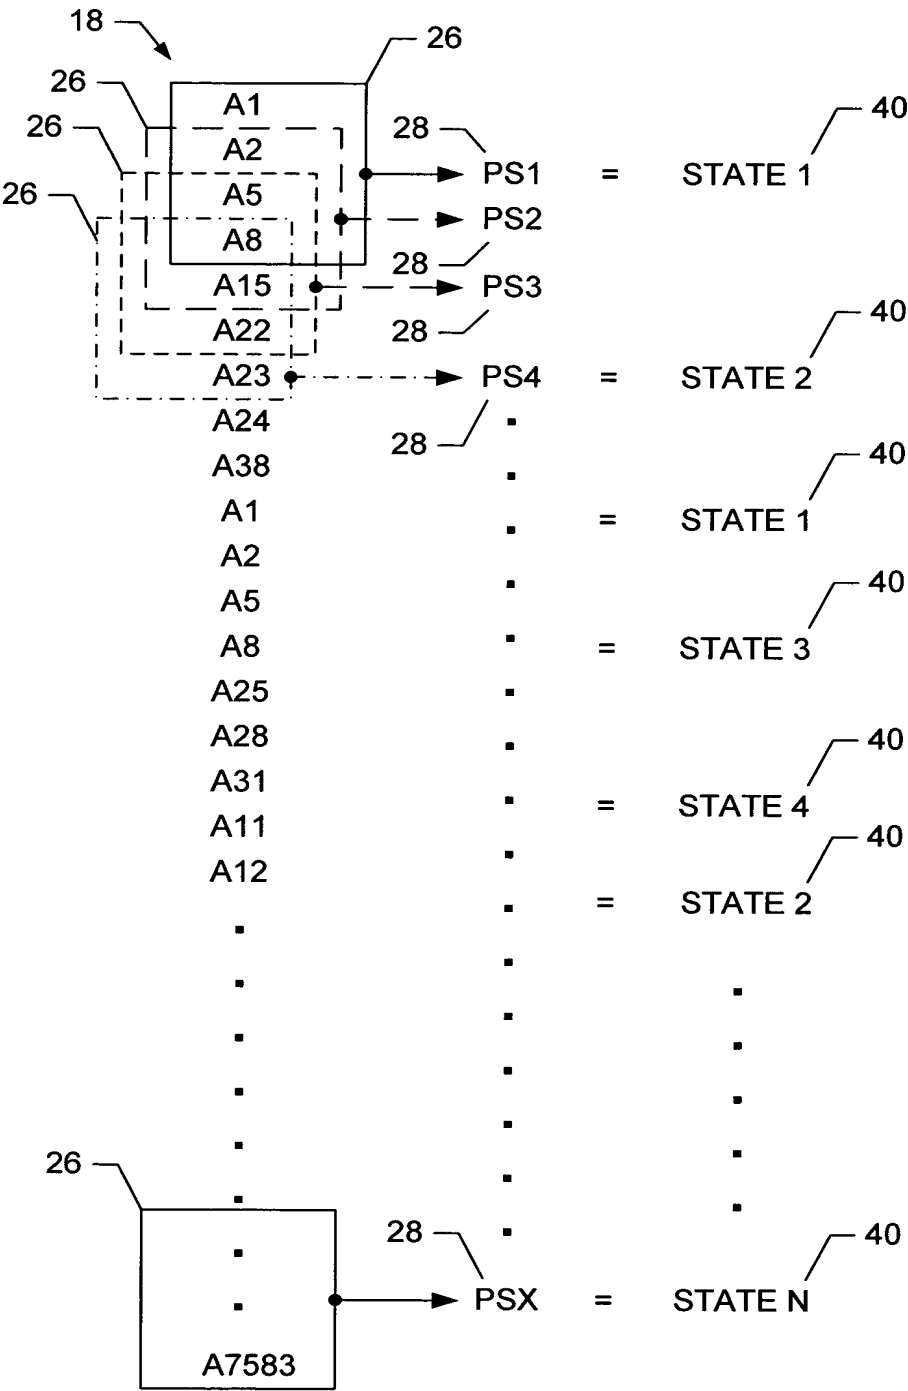 18
26
26
A1
40
26
A2
28
PS1 = STATE 1
26
A5
PS2
A8
28
A15
PS3
40
A22
28
A23
PS4 = STATE 2
A24
28
40
A38
A1
= STATE 1
A2
40
A5
A8
= STATE 3
A25
A28
40
A31
= STATE 4
A11
40
A12
= STATE 2
26
28
40
PSX = STATE N
A7583